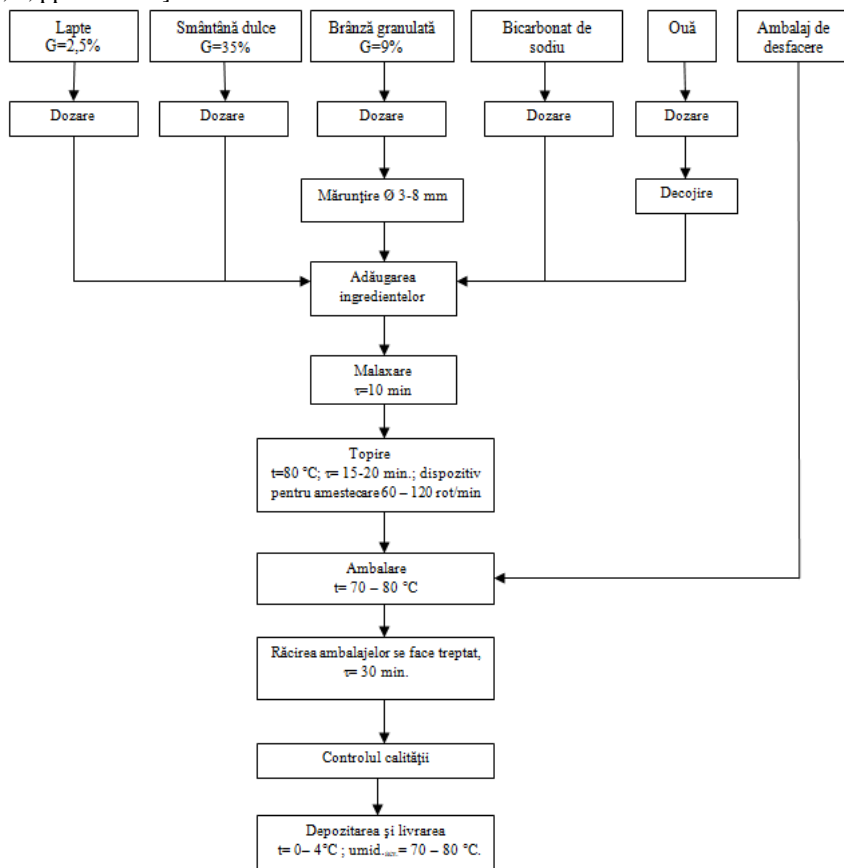 Lapte
G=2,5%
Smântână dulce
G=35%
Brânză granulată
G=9%
Bicarbonat de
sodiu
Ouă
Ambalaj de
desfacere
Dozare
Dozare
Dozare
Dozare
Dozare
Mărunţire Ø 3-8 mm
Decojire
Adăugarea
ingredientelor
Malaxare
τ=10 min
Topire
t=80 °C; τ= 15-20 min.; dispozitiv
pentru amestecare 60 – 120 rot/min
Ambalare
t= 70 – 80 °C
Răcirea ambalajelor se face treptat,
τ= 30 min.
Controlul calităţii
Depozitarea şi livrarea
t= 0– 4°C ; umid. = 70 – 80 °C.